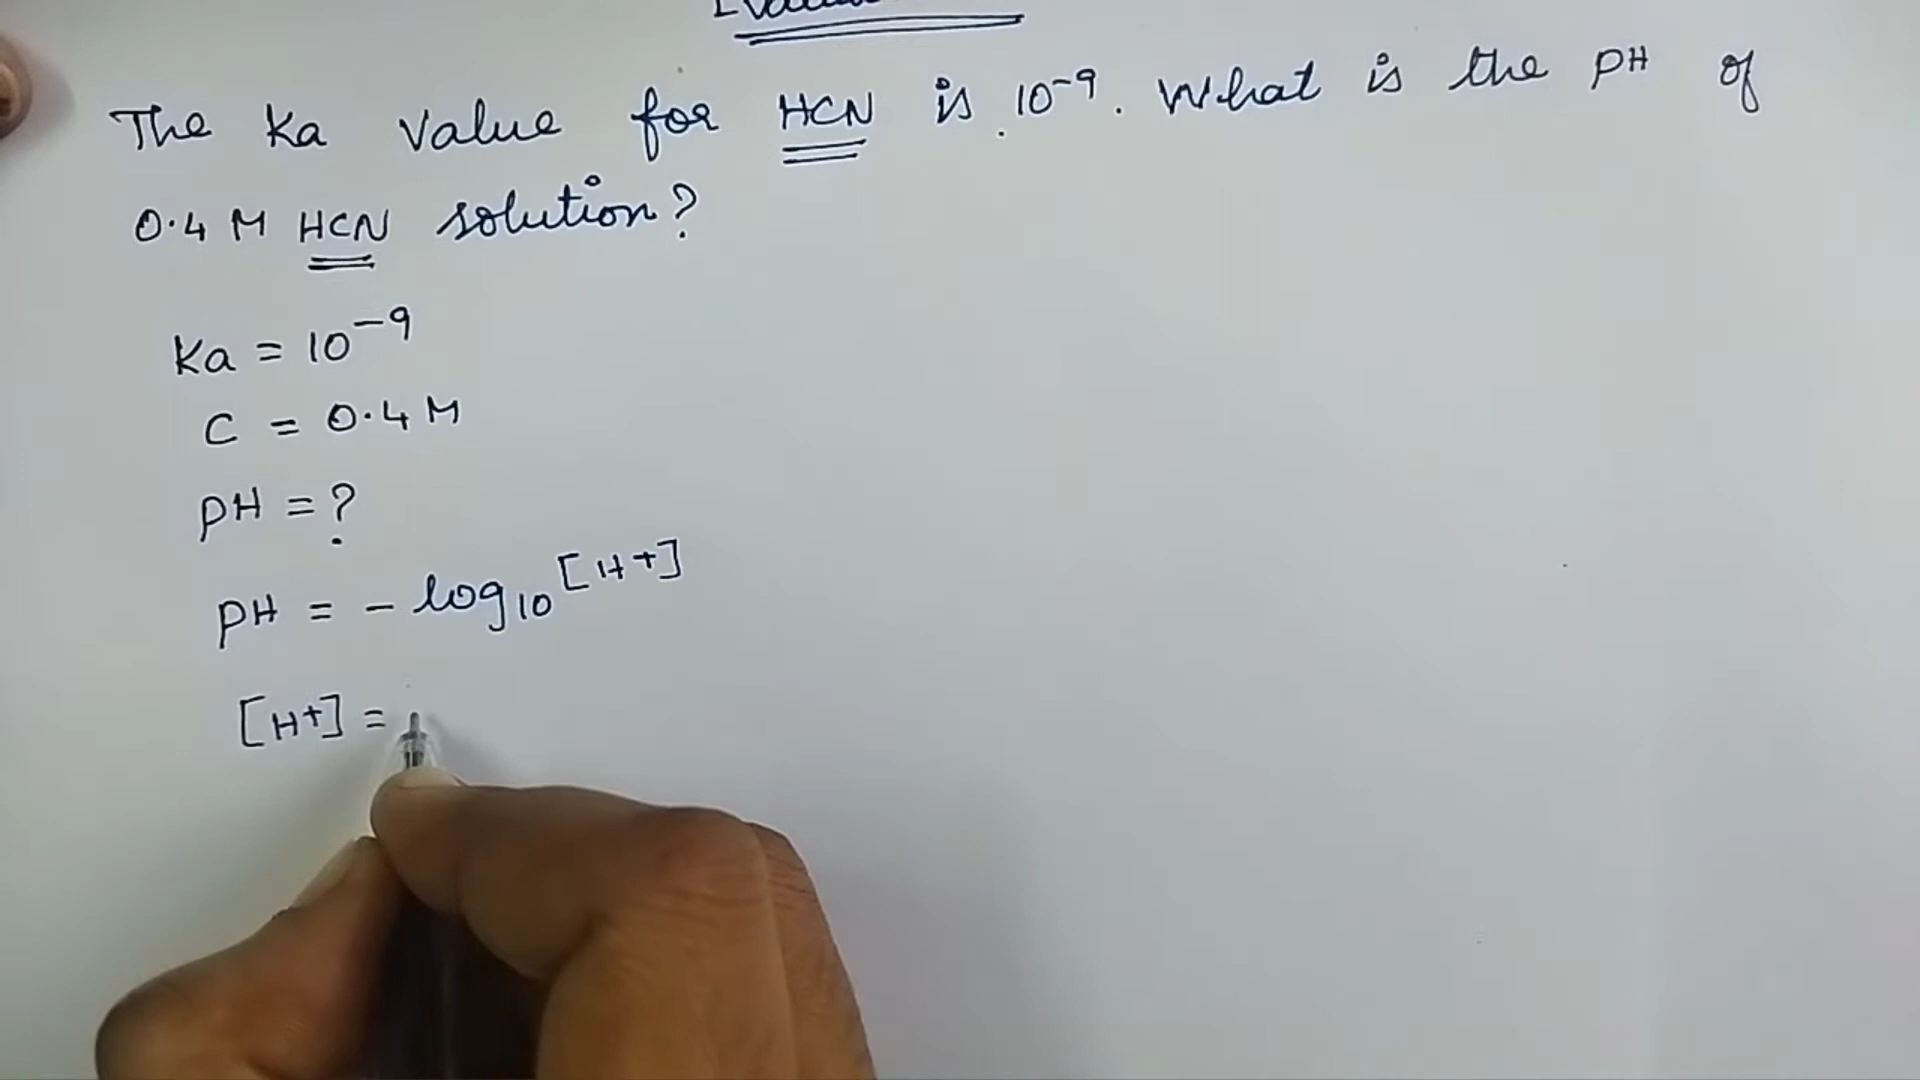 The Ka value for HCN is 10⁻⁹. What is the pH of
0.4 M HCN solution?
Ka = 10⁻⁹
C = 0.4 M
pH = ?
pH = - log₁₀ [H+]
[H+] =